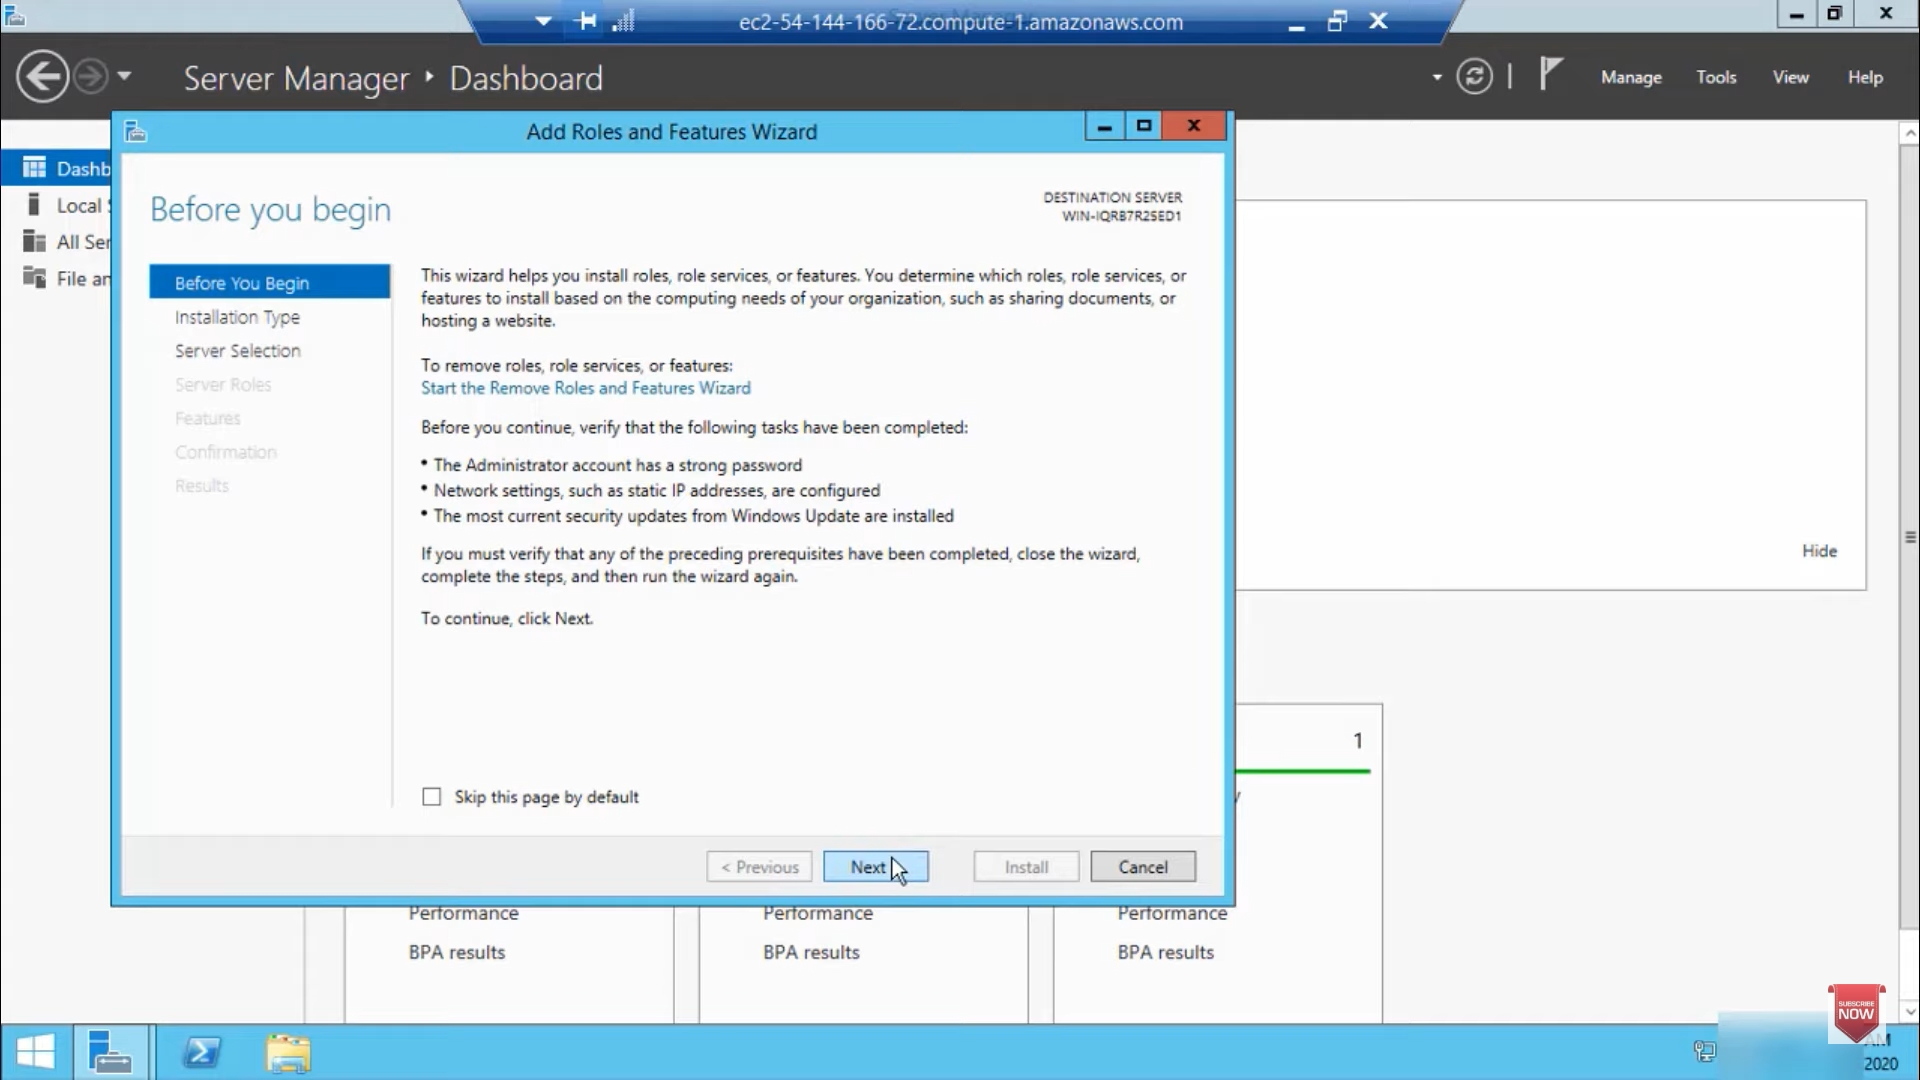 ec2-54-144-166-72.compute-1.amazonaws.com
Server Manager
Dashboard
Manage
Tools
View
Help
Add Roles and Features Wizard
Before you begin
DESTINATION SERVER
WIN-IQRB7R25ED1
Before You Begin
Installation Type
Server Selection
Server Roles
Features
Confirmation
Results
This wizard helps you install roles, role services, or features. You determine which roles, role services, or
features to install based on the computing needs of your organization, such as sharing documents, or
hosting a website.
To remove roles, role services, or features:
Start the Remove Roles and Features Wizard
Before you continue, verify that the following tasks have been completed:
• The Administrator account has a strong password
• Network settings, such as static IP addresses, are configured
• The most current security updates from Windows Update are installed
If you must verify that any of the preceding prerequisites have been completed, close the wizard,
complete the steps, and then run the wizard again.
To continue, click Next.
Skip this page by default
< Previous
Next
Install
Cancel
Dashb
Local S
All Ser
File an
Hide
1
Performance
BPA results
Performance
BPA results
Performance
BPA results
SUBSCRIBE
NOW
AM
2020